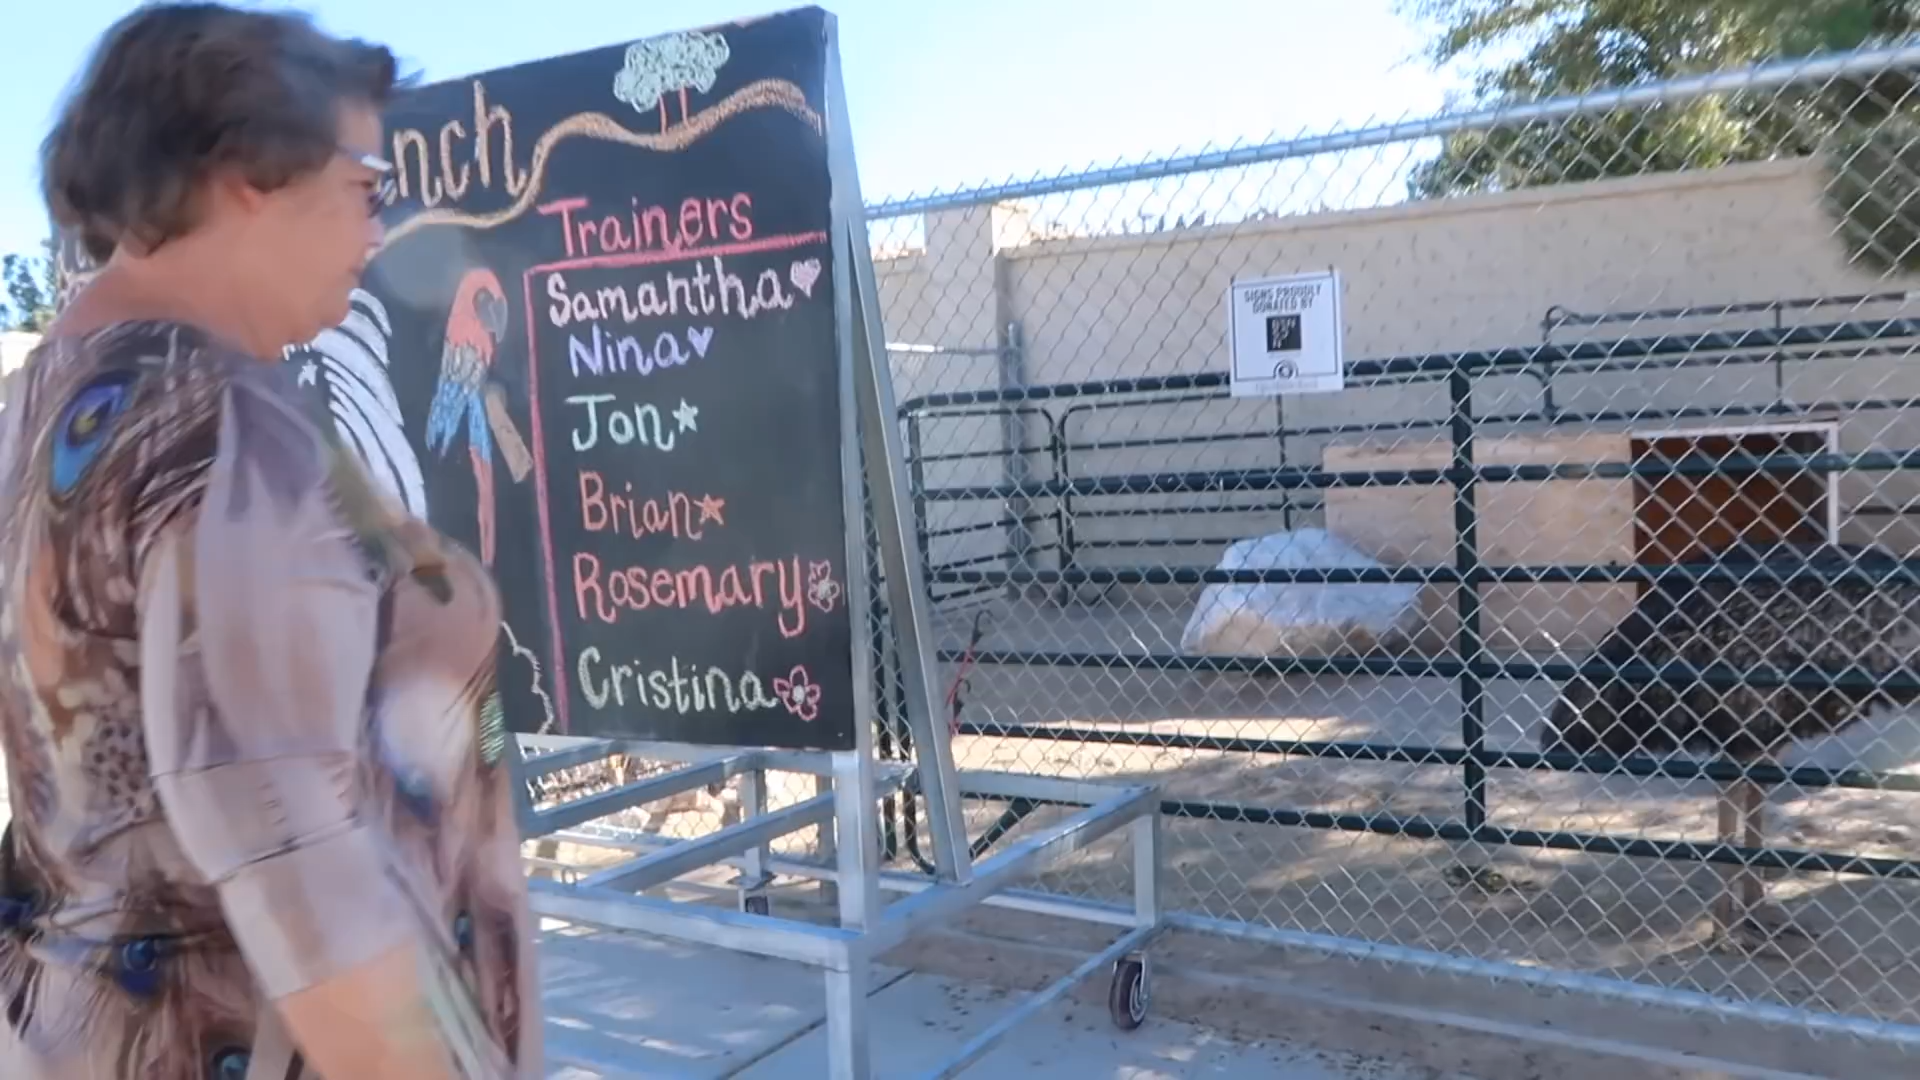 nch
Trainers
Samantha
Nina
Jon
Brian
Rosemary
Cristina
SIGNS PROUDLY
DONATED BY